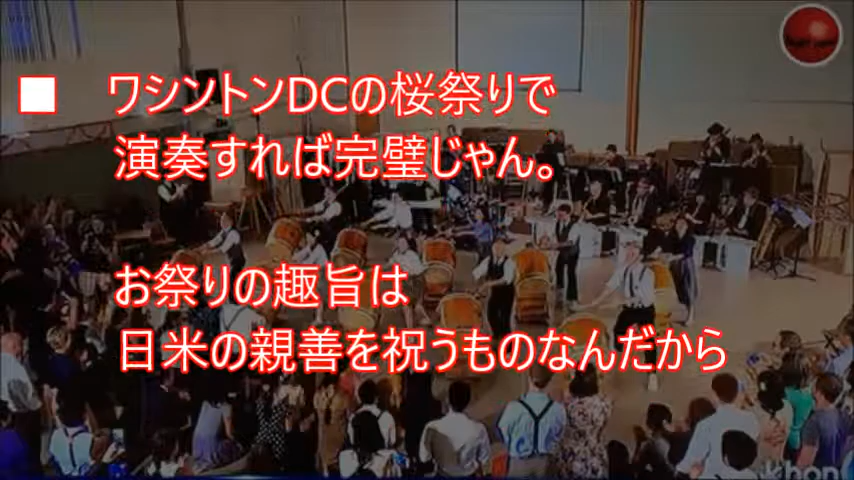 ■ ワシントンDCの桜祭りで
演奏すれば完璧じゃん。
お祭りの趣旨は
日米の親善を祝うものなんだから
khon